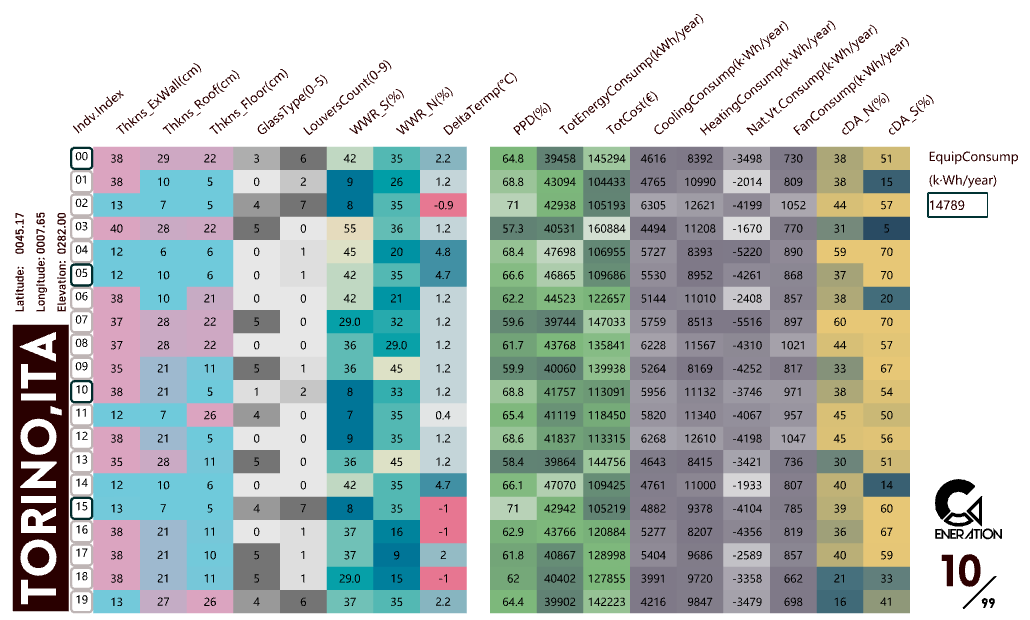 Indv.Index Thkns_ExWall(cm) Thkns_Roof(cm) Thkns_Floor(cm) GlassType(0-5) LouversCount(0-9) WWR_S(%) WWR_N(%) DeltaTermp(°C) PPD(%) TotEnergyConsump(kWh/year) TotCost(€) CoolingConsump(k·Wh/year) HeatingConsump(k·Wh/year) Nat.Vt.Consump(k·Wh/year) FanConsump(k·Wh/year) cDA_N(%) cDA_S(%)
00 38 29 22 3 6 42 35 2.2 64.8 39458 145294 4616 8392 -3498 730 38 51
01 38 10 5 0 2 9 26 1.2 68.8 43094 104433 4765 10990 -2014 809 38 15
02 13 7 5 4 7 8 35 -0.9 71 42938 105193 6305 12621 -4199 1052 44 57
03 40 28 22 5 0 55 36 1.2 57.3 40531 160884 4494 11208 -1670 770 31 5
04 12 6 6 0 1 45 20 4.8 68.4 47698 106955 5727 8393 -5220 890 59 70
05 12 10 6 0 1 42 35 4.7 66.6 46865 109686 5530 8952 -4261 868 37 70
06 38 10 21 0 0 42 21 1.2 62.2 44523 122657 5144 11010 -2408 857 38 20
07 37 28 22 5 0 29.0 32 1.2 59.6 39744 147033 5759 8513 -5516 897 60 70
08 37 28 22 0 0 36 29.0 1.2 61.7 43768 135841 6228 11567 -4310 1021 44 57
09 35 21 11 5 1 36 45 1.2 59.9 40060 139938 5264 8169 -4252 817 33 67
10 38 21 5 1 2 8 33 1.2 68.8 41757 113091 5956 11132 -3746 971 38 54
11 12 7 26 4 0 7 35 0.4 65.4 41119 118450 5820 11340 -4067 957 45 50
12 38 21 5 0 0 9 35 1.2 68.6 41837 113315 6268 12610 -4198 1047 45 56
13 35 28 11 5 0 36 45 1.2 58.4 39864 144756 4643 8415 -3421 736 30 51
14 12 10 6 0 0 42 35 4.7 66.1 47070 109425 4761 11000 -1933 807 40 14
15 13 7 5 4 7 8 35 -1 71 42942 105219 4882 9378 -4104 785 39 60
16 38 21 11 0 1 37 16 -1 62.9 43766 120884 5277 8207 -4356 819 36 67
17 38 21 10 5 1 37 9 2 61.8 40867 128998 5404 9686 -2589 857 40 59
18 38 21 11 5 1 29.0 15 -1 62 40402 127855 3991 9720 -3358 662 21 33
19 13 27 26 4 6 37 35 2.2 64.4 39902 142223 4216 9847 -3479 698 16 41
EquipConsump
(k·Wh/year)
14789
Latitude: 0045.17
Longitude: 0007.65
Elevation: 0282.00
TORINO,ITA
ENERATION
10/99